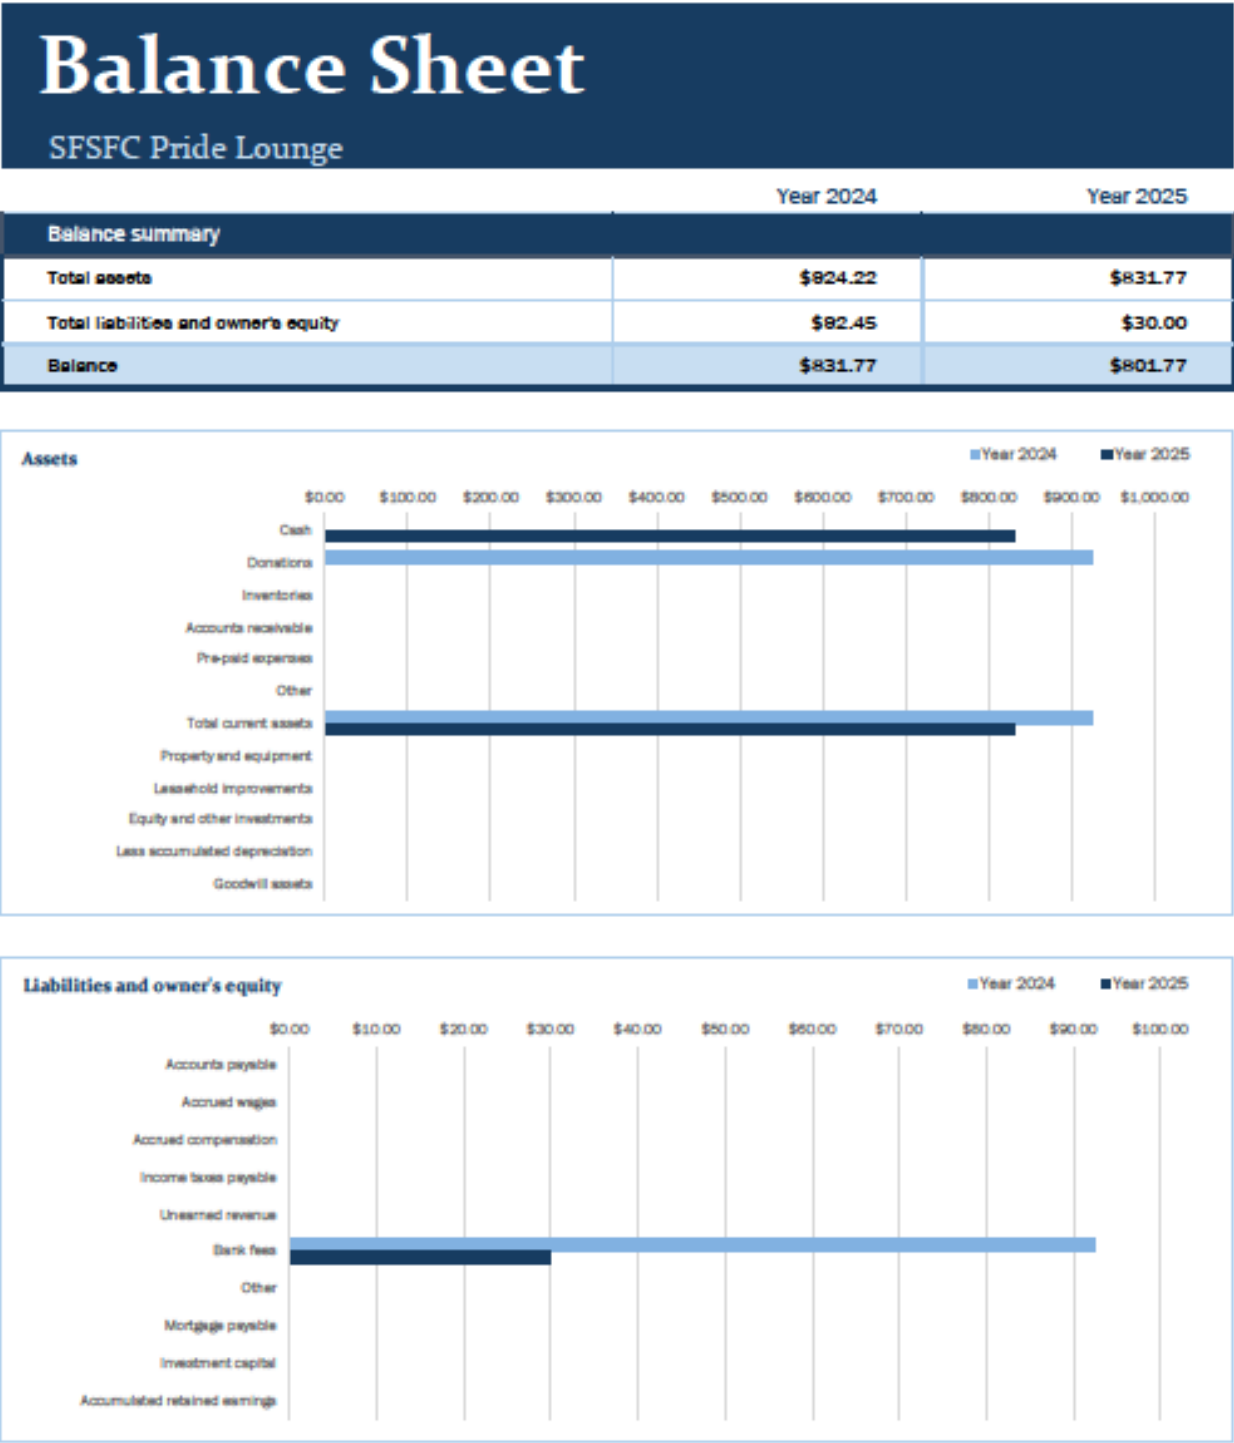 Balance Sheet
SFSFC Pride Lounge
Year 2024 Year 2025
Balance summary
Total assets $924.22 $831.77
Total liabilities and owner's equity $92.45 $30.00
Balance $831.77 $801.77
Assets Year 2024 Year 2025
$0.00 $100.00 $200.00 $300.00 $400.00 $500.00 $600.00 $700.00 $800.00 $900.00 $1,000.00
Cash
Donations
Inventories
Accounts receivable
Pre-paid expenses
Other
Total current assets
Property and equipment
Leasehold improvements
Equity and other investments
Less accumulated depreciation
Goodwill assets
Liabilities and owner's equity Year 2024 Year 2025
$0.00 $10.00 $20.00 $30.00 $40.00 $50.00 $60.00 $70.00 $80.00 $90.00 $100.00
Accounts payable
Accrued wages
Accrued compensation
Income taxes payable
Unearned revenue
Bank fees
Other
Mortgage payable
Investment capital
Accumulated retained earnings